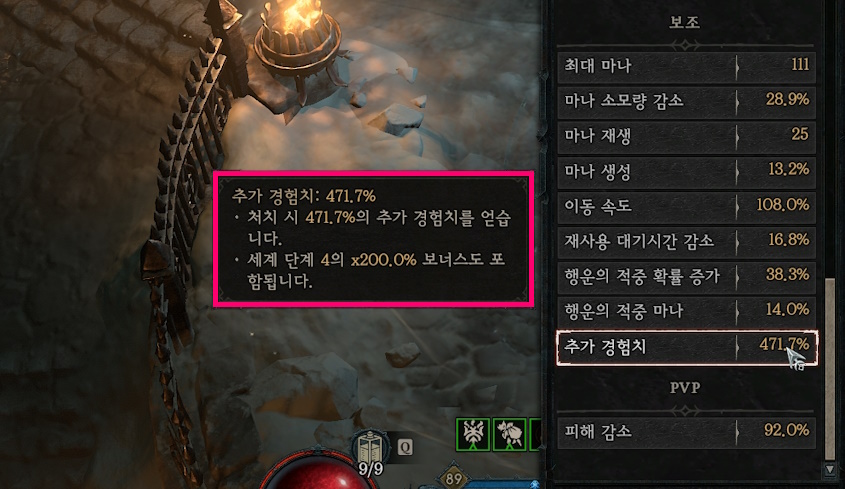 보조
최대 마나 111
마나 소모량 감소 28.9%
마나 재생 25
마나 생성 13.2%
이동 속도 108.0%
재사용 대기시간 감소 16.8%
행운의 적중 확률 증가 38.3%
행운의 적중 마나 14.0%
추가 경험치 471.7%
PVP
피해 감소 92.0%
추가 경험치: 471.7%
· 처치 시 471.7%의 추가 경험치를 얻습
니다.
· 세계 단계 4의 x200.0% 보너스도 포
함됩니다.
Q
9/9
89